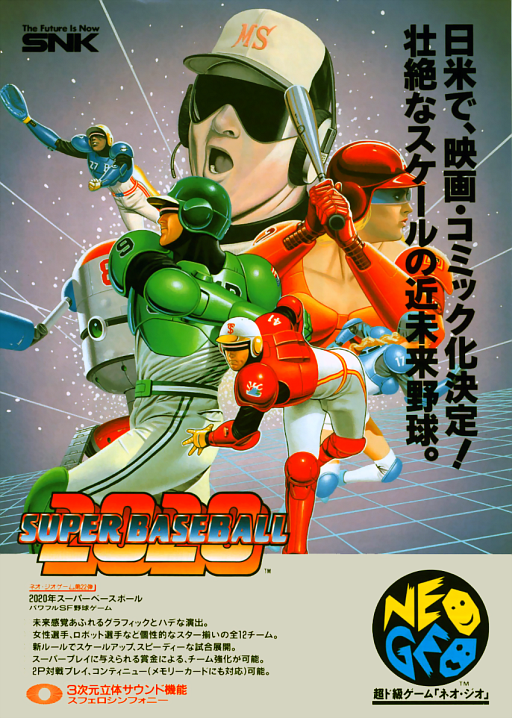 The Future Is Now
SNK
日米で、映画・コミック化決定!
壮絶なスケールの近未来野球。
MS
2020
SUPER BASEBALL
TM
2020年スーパーベースボール
パワフルSF野球ゲーム
未来感覚あふれるグラフィックとハデな演出。
女性選手、ロボット選手など個性的なスター揃いの全12チーム。
新ルールでスケールアップ、スピーディーな試合展開。
スーパープレイに与えられる賞金による、チーム強化が可能。
2P対戦プレイ、コンティニュー(メモリーカードにも対応)可能。
3次元立体サウンド機能
スフェロシンフォニー
NEO
GEO
TM
超ド級ゲーム「ネオ・ジオ」